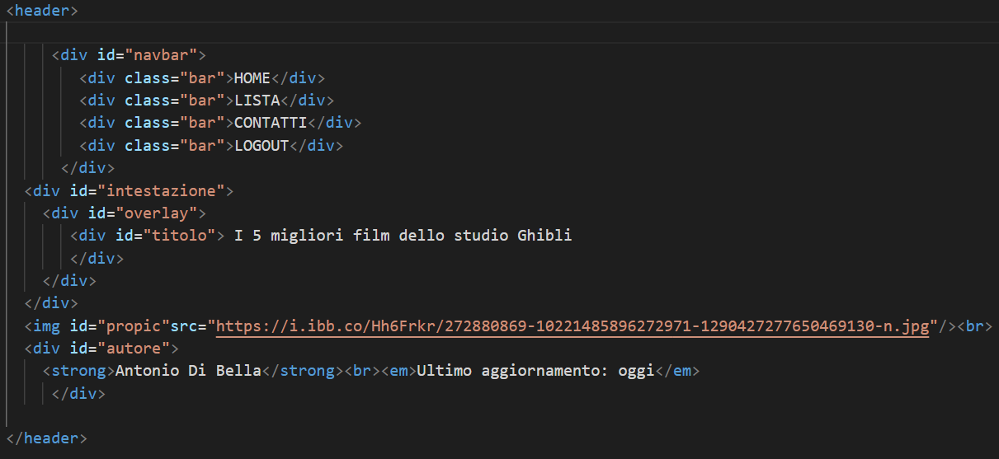 <header>
<div id="navbar">
<div class="bar">HOME</div>
<div class="bar">LISTA</div>
<div class="bar">CONTATTI</div>
<div class="bar">LOGOUT</div>
</div>
<div id="intestazione">
<div id="overlay">
<div id="titolo"> I 5 migliori film dello studio Ghibli
</div>
</div>
</div>
<img id="propic"src="https://i.ibb.co/Hh6Frkr/272880869-10221485896272971-1290427277650469130-n.jpg"/><br>
<div id="autore">
<strong>Antonio Di Bella</strong><br><em>Ultimo aggiornamento: oggi</em>
</div>
</header>